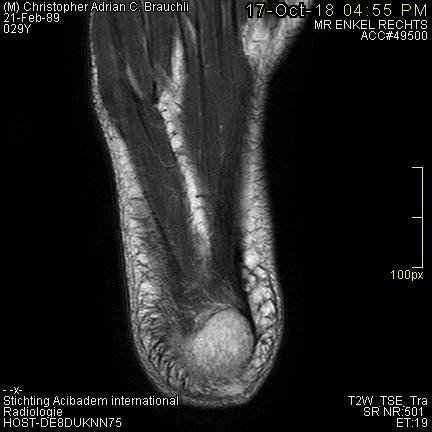 (M) Christopher Adrian C. Brauchli
21-Feb-89
029Y
17-Oct-18 04:55 PM
MR ENKEL RECHTS
ACC#49500
100px
--x-
Stichting Acibadem international
Radiologie
HOST-DE8DUKNN75
T2W_TSE_Tra
SR NR:501
ET:19